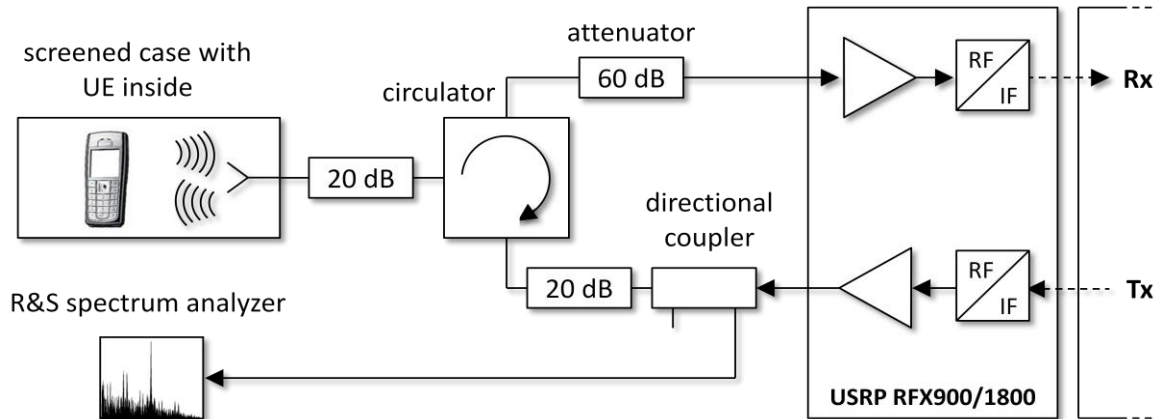 screened case with
UE inside
circulator
attenuator
60 dB
20 dB
RF
IF
Rx
directional
coupler
20 dB
RF
IF
Tx
R&S spectrum analyzer
USRP RFX900/1800